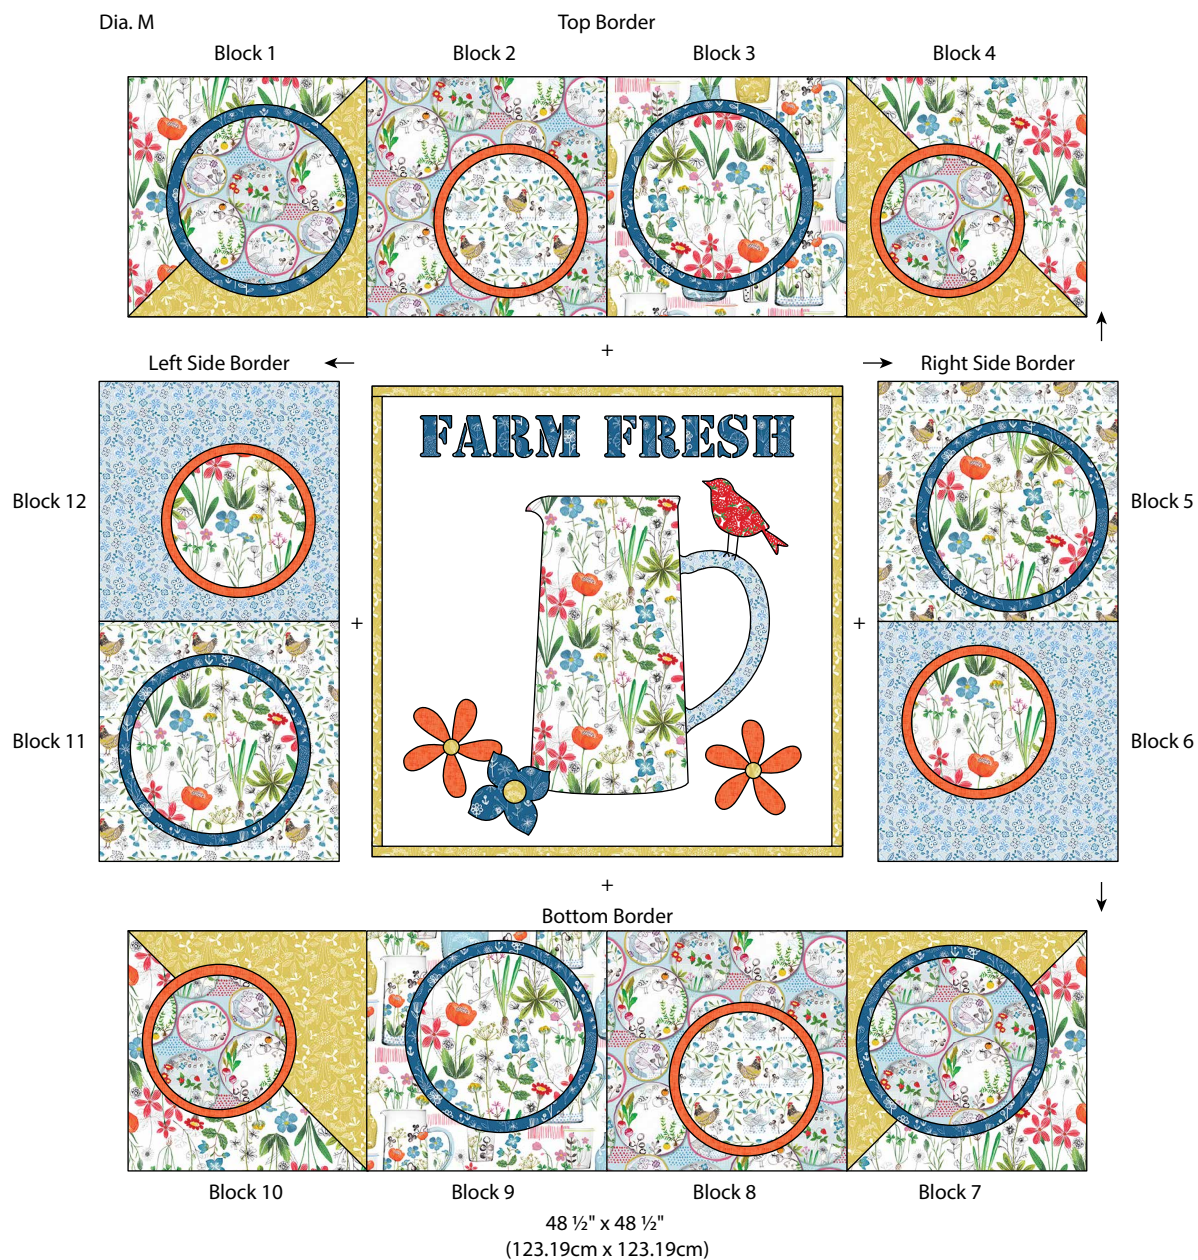 Dia. M
Top Border
Block 1 Block 2 Block 3 Block 4
+
Left Side Border
Right Side Border
FARM FRESH
Block 12
Block 5
+ +
Block 11
Block 6
+
Bottom Border
Block 10 Block 9 Block 8 Block 7
48 ½" x 48 ½"
(123.19cm x 123.19cm)